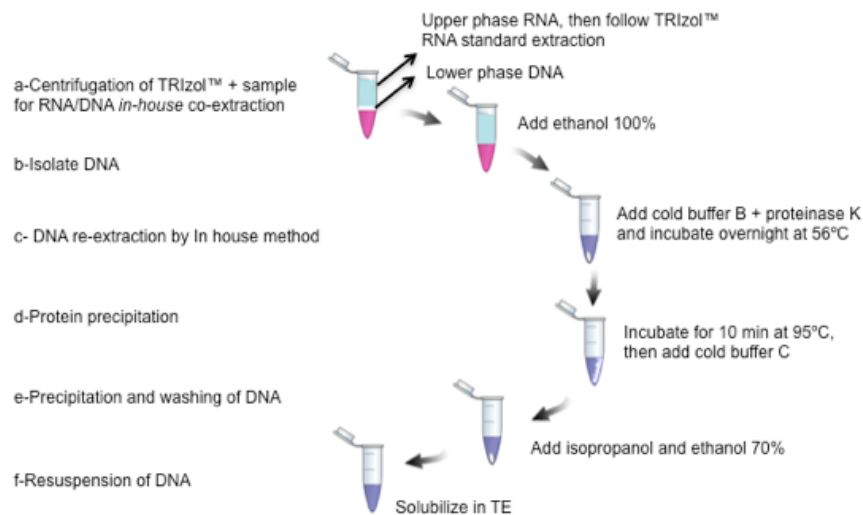 Upper phase RNA, then follow TRIzol™
RNA standard extraction
a-Centrifugation of TRIzol™ + sample
for RNA/DNA in-house co-extraction
Lower phase DNA
Add ethanol 100%
b-Isolate DNA
Add cold buffer B + proteinase K
and incubate overnight at 56ºC
c- DNA re-extraction by In house method
d-Protein precipitation
Incubate for 10 min at 95ºC,
then add cold buffer C
e-Precipitation and washing of DNA
Add isopropanol and ethanol 70%
f-Resuspension of DNA
Solubilize in TE